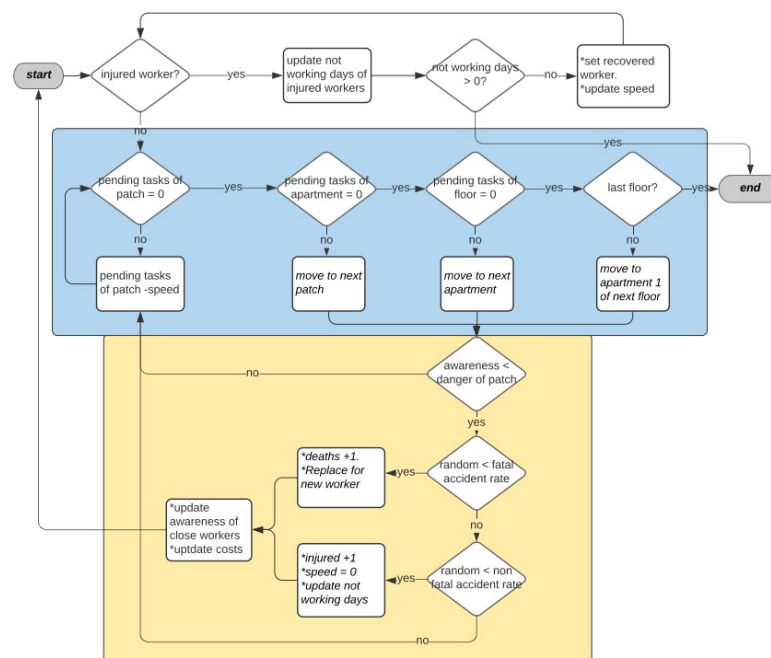 start
injured worker?
yes
update not
working days of
injured workers
not working days
> 0?
no
*set recovered
worker.
*update speed
no
yes
pending tasks of
patch = 0
yes
pending tasks of
apartment = 0
yes
pending tasks of
floor = 0
yes
last floor?
yes
end
no
no
no
no
pending tasks
of patch -speed
move to next
patch
move to next
apartment
move to
apartment 1
of next floor
awareness <
danger of patch
no
yes
*deaths +1.
*Replace for
new worker
yes
random < fatal
accident rate
*update
awareness of
close workers
*uptdate costs
no
*injured +1
*speed = 0
*update not
working days
yes
random < non
fatal accident rate
no